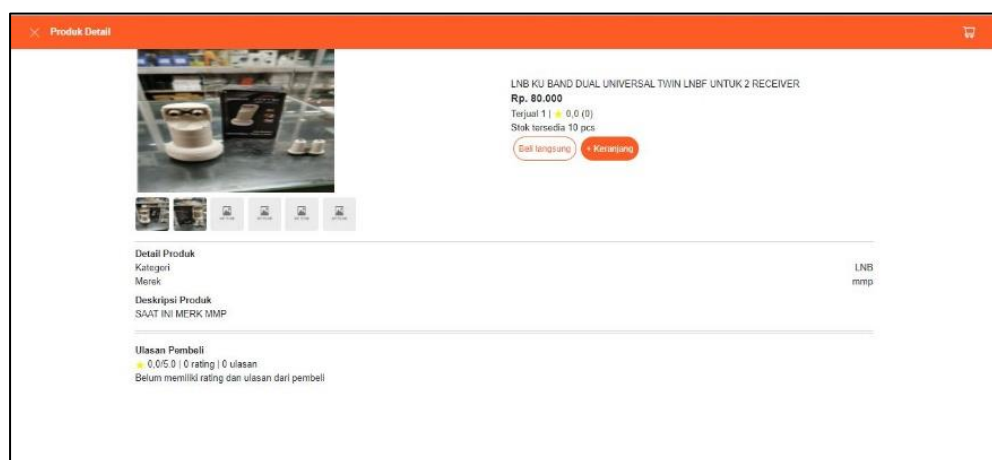 Produk Detail
LNB KU BAND DUAL UNIVERSAL TWIN LNBF UNTUK 2 RECEIVER
Rp. 80.000
Terjual 1 | 0,0 (0)
Stok tersedia 10 pcs
Beli langsung
+ Keranjang
Detail Produk
Kategori LNB
Merek mmp
Deskripsi Produk
SAAT INI MERK MMP
Ulasan Pembeli
0,0/5.0 | 0 rating | 0 ulasan
Belum memiliki rating dan ulasan dari pembeli